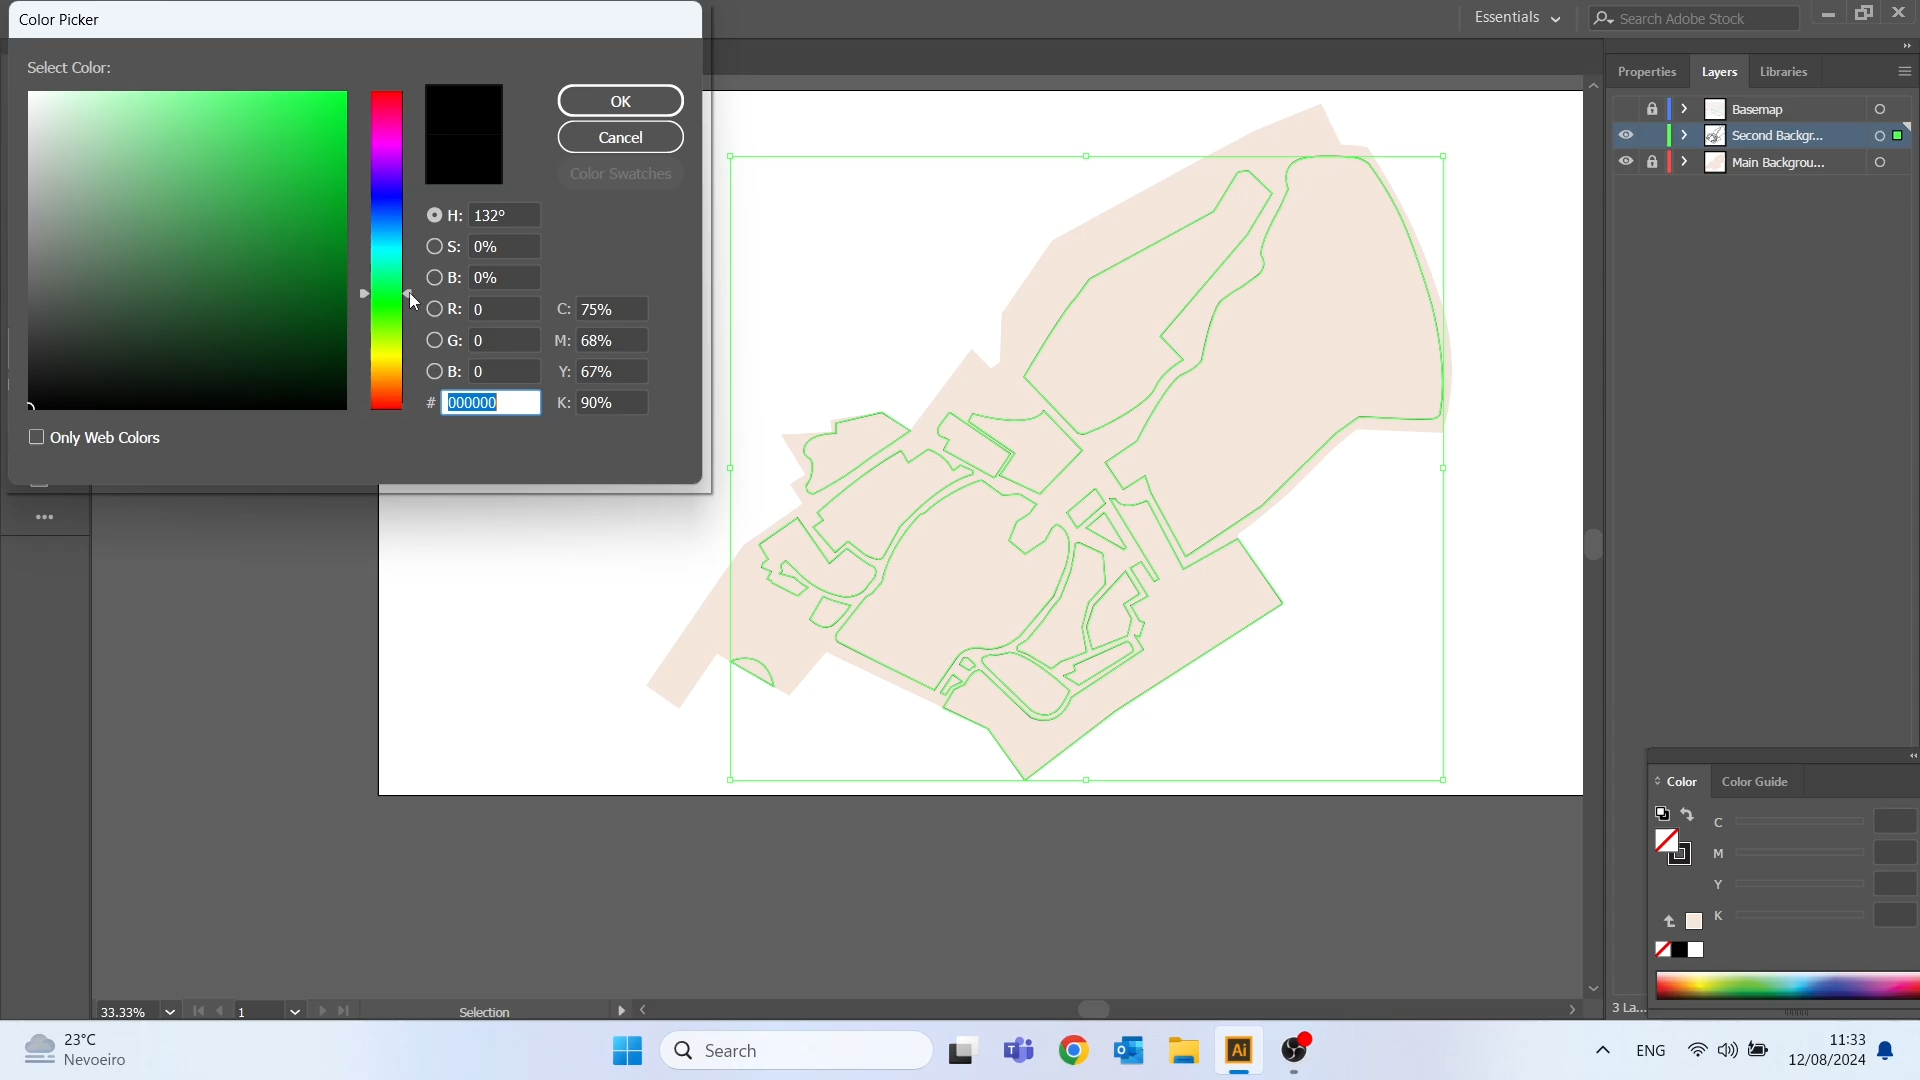 Color Picker
Essentials
Search Adobe Stock
Select Color:
OK
Cancel
Color Swatches
H: 132°
S: 0%
B: 0%
R: 0
G: 0
B: 0
# 000000
C: 75%
M: 68%
Y: 67%
K: 90%
Only Web Colors
Properties
Layers
Libraries
Basemap
Second Backgr...
Main Backgrou...
Color
Color Guide
C
M
Y
K
33.33%
1
Selection
3 La...
23°C
Nevoeiro
Search
Ai
ENG
11:33
12/08/2024